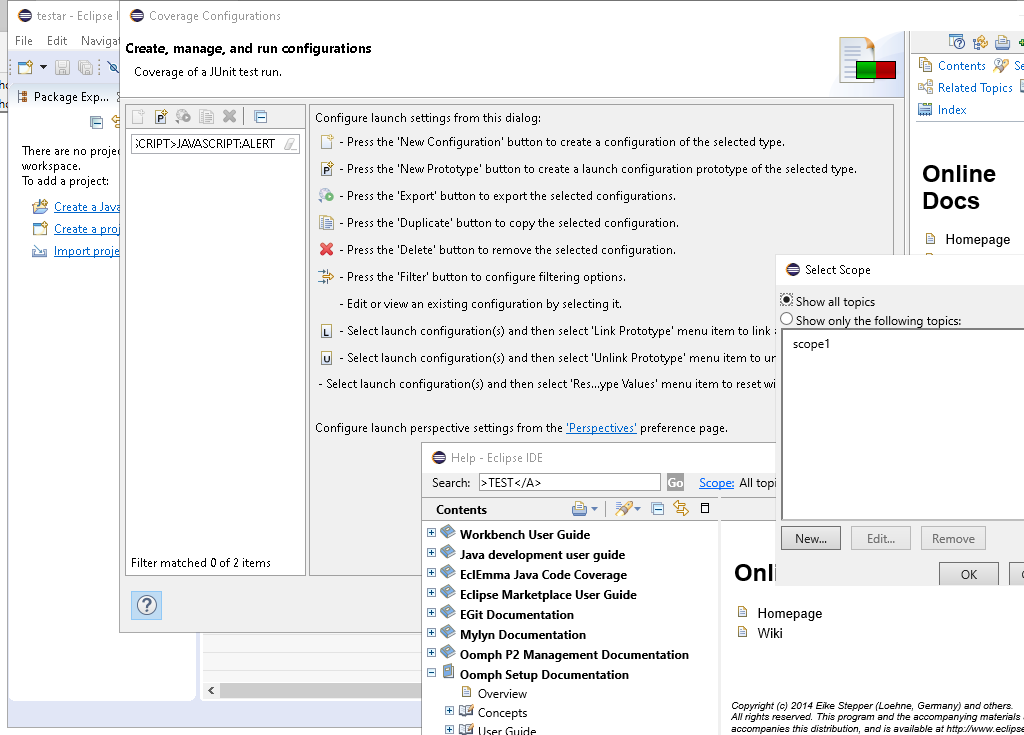 testar - Eclipse I
File Edit Navigat
Package Exp...
There are no projec
workspace.
To add a project:
Create a Java
Create a proj
Import proje
Coverage Configurations
Create, manage, and run configurations
Coverage of a JUnit test run.
CRIPT>JAVASCRIPT:ALERT
Filter matched 0 of 2 items
Configure launch settings from this dialog:
- Press the 'New Configuration' button to create a configuration of the selected type.
- Press the 'New Prototype' button to create a launch configuration prototype of the selected type.
- Press the 'Export' button to export the selected configurations.
- Press the 'Duplicate' button to copy the selected configuration.
- Press the 'Delete' button to remove the selected configuration.
- Press the 'Filter' button to configure filtering options.
- Edit or view an existing configuration by selecting it.
- Select launch configuration(s) and then select 'Link Prototype' menu item to link
- Select launch configuration(s) and then select 'Unlink Prototype' menu item to un
- Select launch configuration(s) and then select 'Res...ype Values' menu item to reset wi
Configure launch perspective settings from the 'Perspectives' preference page.
Contents Se
Related Topics
Index
Online
Docs
Homepage
Select Scope
Show all topics
Show only the following topics:
scope1
New... Edit... Remove
OK
Help - Eclipse IDE
Search: >TEST</A> Go Scope: All topi
Contents
Workbench User Guide
Java development user guide
EclEmma Java Code Coverage
Eclipse Marketplace User Guide
EGit Documentation
Mylyn Documentation
Oomph P2 Management Documentation
Oomph Setup Documentation
Overview
Concepts
User Guide
Onli
Homepage
Wiki
Copyright (c) 2014 Eike Stepper (Loehne, Germany) and others.
All rights reserved. This program and the accompanying materials
accompanies this distribution, and is available at http://www.eclipse